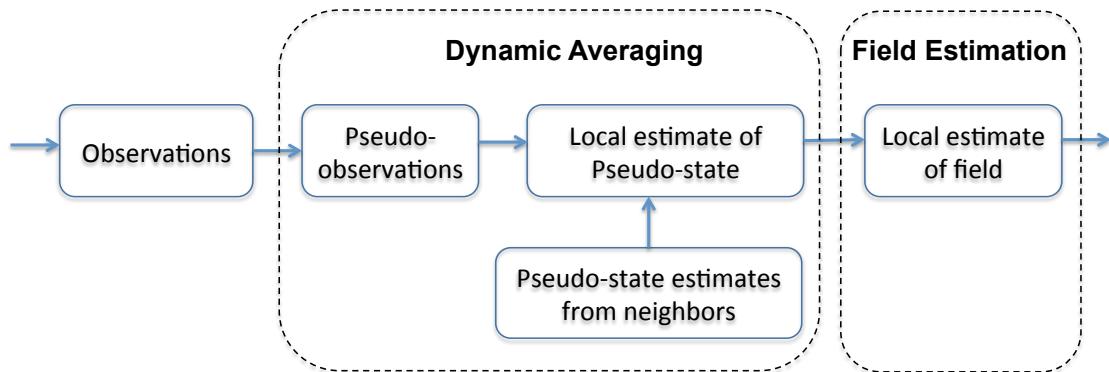 Dynamic Averaging
Field Estimation
Observations
Pseudo-
observations
Local estimate of
Pseudo-state
Local estimate
of field
Pseudo-state estimates
from neighbors